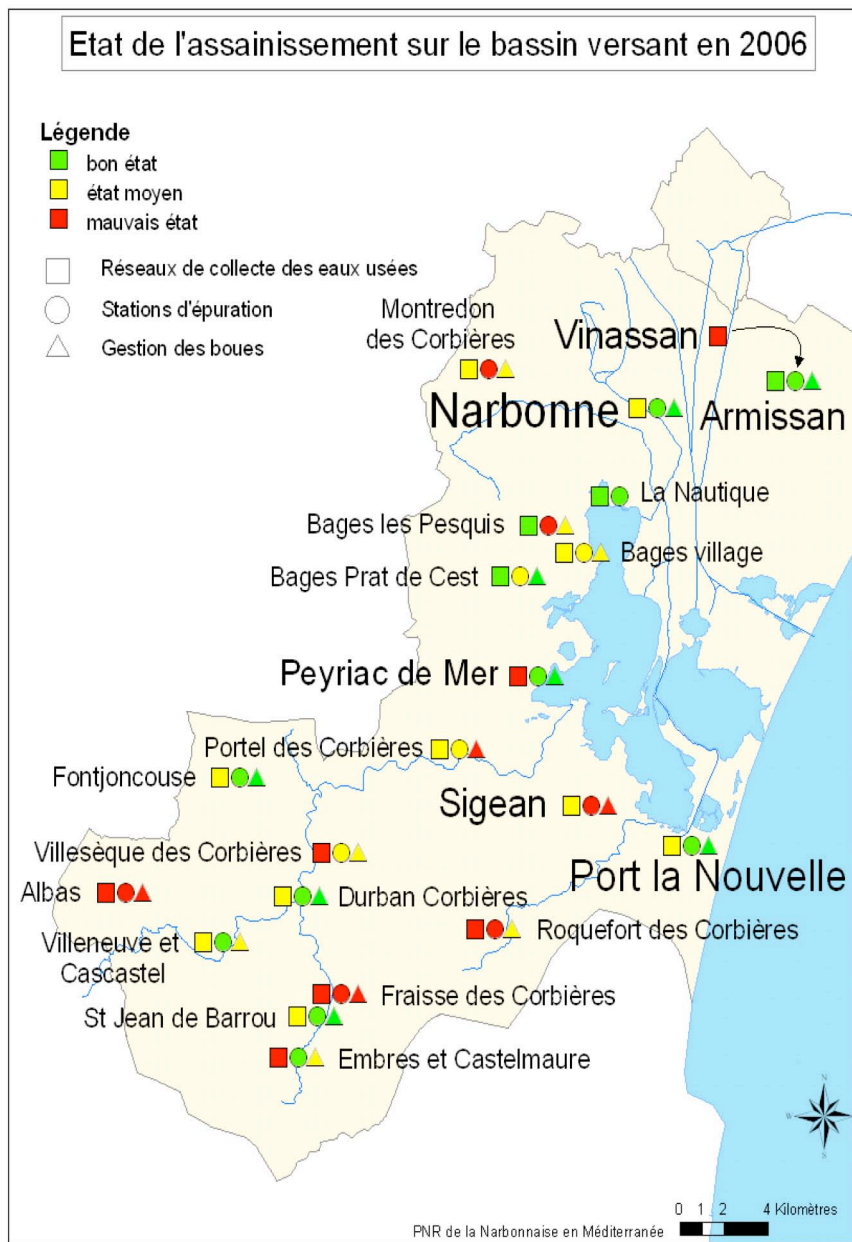 Etat de l'assainissement sur le bassin versant en 2006
Légende
bon état
état moyen
mauvais état
Réseaux de collecte des eaux usées
Stations d'épuration
Gestion des boues
Montredon
des Corbières
Vinassan
Narbonne
Armissan
La Nautique
Bages les Pesquis
Bages village
Bages Prat de Cest
Peyriac de Mer
Portel des Corbières
Fontjoncouse
Sigean
Villesèque des Corbières
Port la Nouvelle
Albas
Durban Corbières
Roquefort des Corbières
Villeneuve et
Cascastel
Fraisse des Corbières
St Jean de Barrou
Embres et Castelmaure
N
W
E
S
0 1 2 4 Kilomètres
PNR de la Narbonnaise en Méditerranée